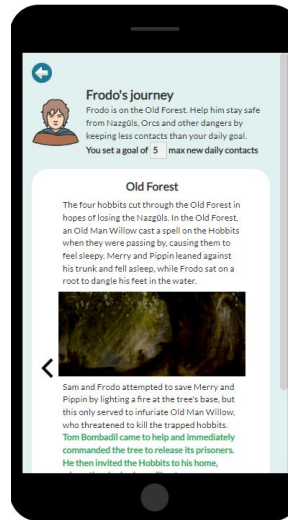 Frodo's journey
Frodo is on the Old Forest. Help him stay safe
from Nazgûls, Orcs and other dangers by
keeping less contacts than your daily goal.
You set a goal of 5 max new daily contacts
Old Forest
The four hobbits cut through the Old Forest in
hopes of losing the Nazgûls. In the Old Forest,
an Old Man Willow cast a spell on the Hobbits
when they were passing by, causing them to
feel sleepy. Merry and Pippin leaned against
his trunk and fell asleep, while Frodo sat on a
root to dangle his feet in the water.
Sam and Frodo attempted to save Merry and
Pippin by lighting a fire at the tree's base, but
this only served to infuriate Old Man Willow,
who threatened to kill the trapped hobbits.
Tom Bombadil came to help and immediately
commanded the tree to release its prisoners.
He then invited the Hobbits to his home,